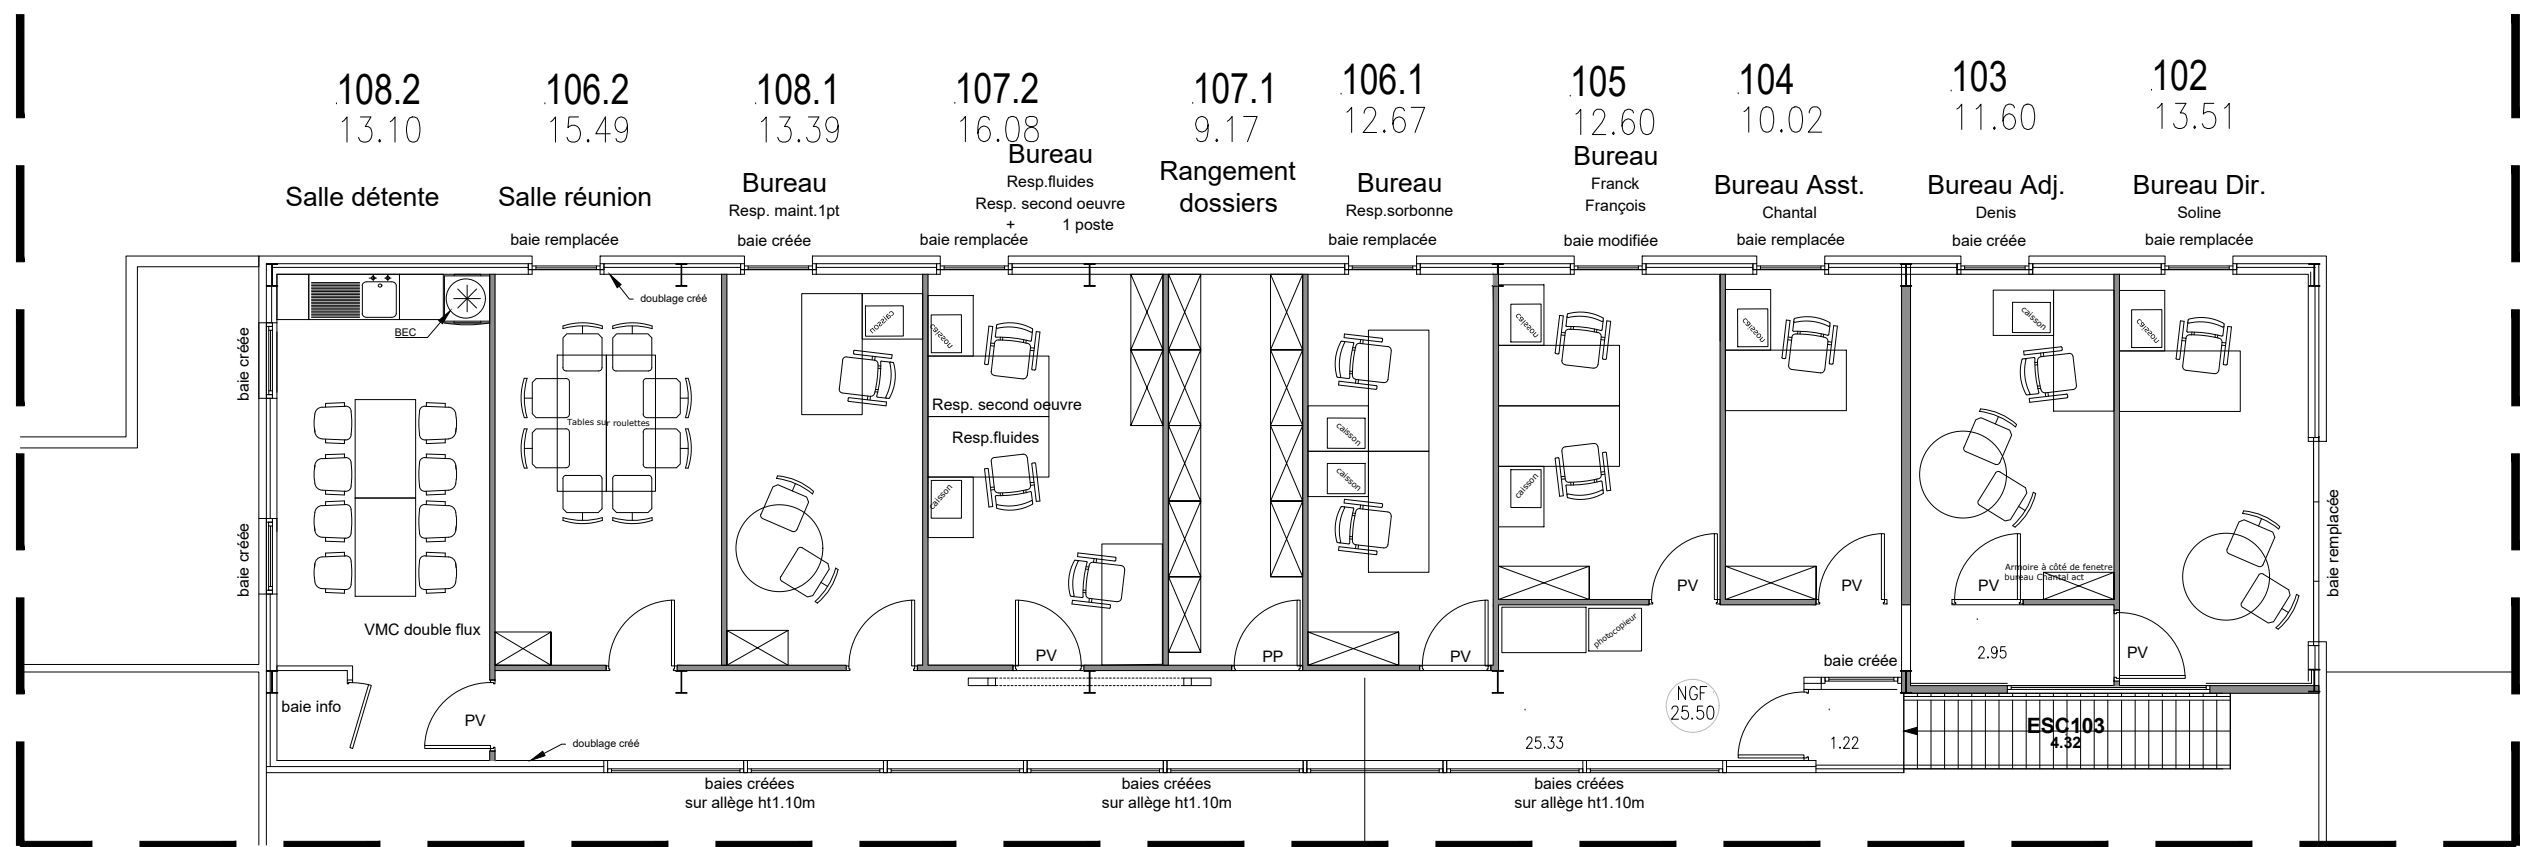 108.2
13.10
Salle détente
106.2
15.49
Salle réunion
baie remplacée
108.1
13.39
Bureau
Resp. maint.1pt
baie créée
107.2
16.08
Bureau
Resp.fluides
Resp. second oeuvre
+ 1 poste
baie remplacée
107.1
9.17
Rangement
dossiers
106.1
12.67
Bureau
Resp.sorbonne
baie remplacée
105
12.60
Bureau
Franck
François
baie modifiée
104
10.02
Bureau Asst.
Chantal
baie remplacée
103
11.60
Bureau Adj.
Denis
baie créée
102
13.51
Bureau Dir.
Soline
baie remplacée
doublage créé
BEC
baie créée
baie créée
caisson
caisson
caisson
caisson
caisson
caisson
caisson
caisson
caisson
caisson
caisson
Tables sur roulettes
Resp. second oeuvre
Resp.fluides
VMC double flux
baie info
PV
PV
PP
PV
PV
PV
PV
PV
Armoire à côté de fenetre
bureau Chantal act
baie remplacée
photocopieur
2.95
baie créée
NGF
25.50
25.33
1.22
ESC103
4.32
doublage créé
baies créées
sur allège ht1.10m
baies créées
sur allège ht1.10m
baies créées
sur allège ht1.10m